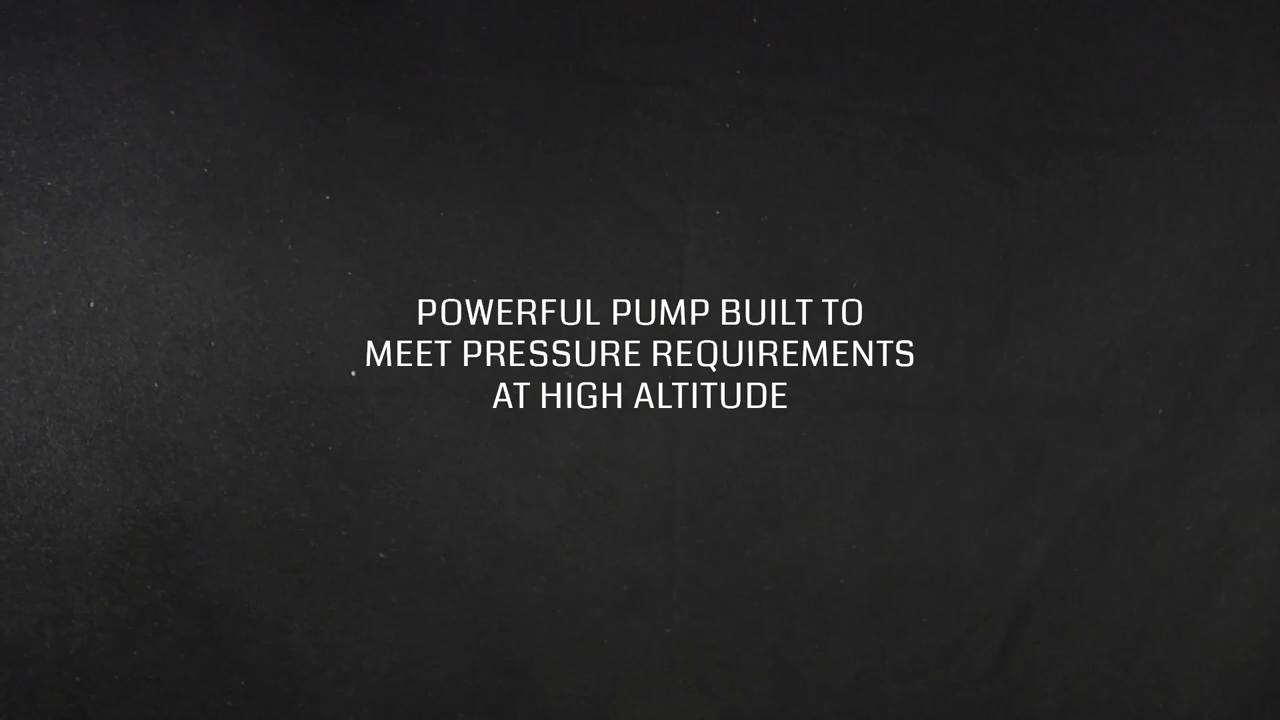 POWERFUL PUMP BUILT TO
MEET PRESSURE REQUIREMENTS
AT HIGH ALTITUDE